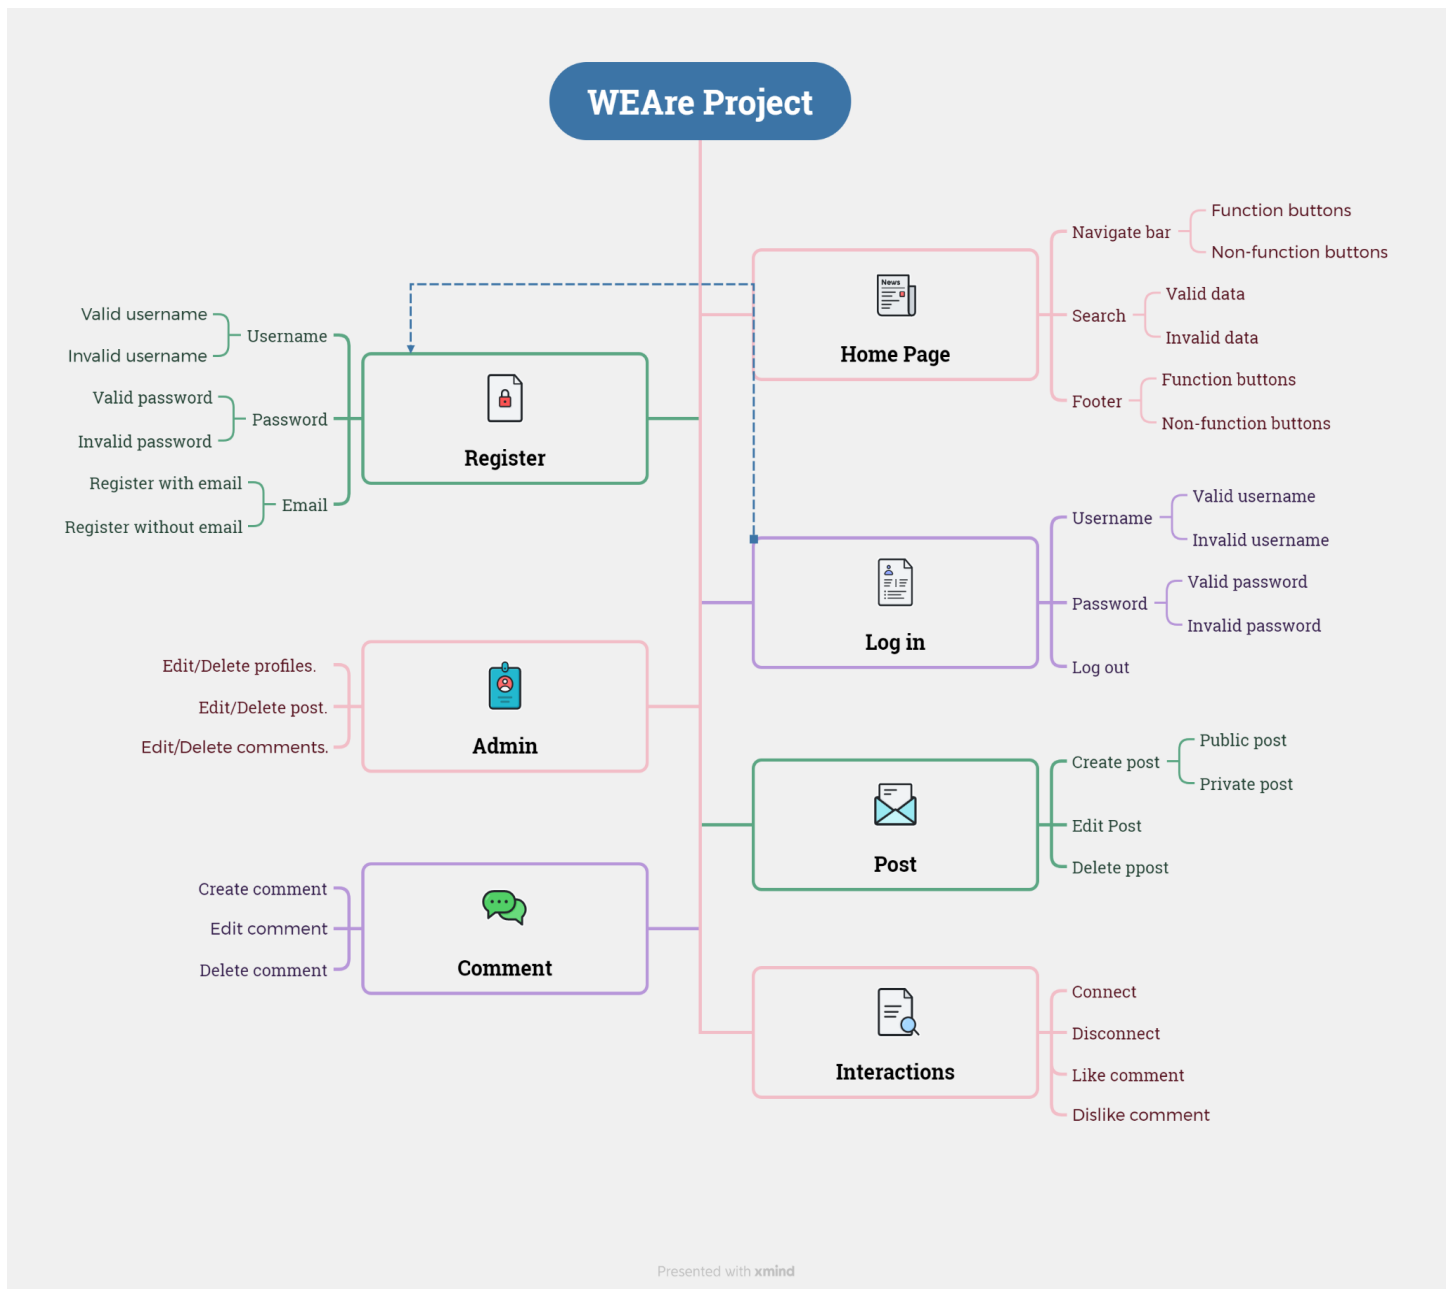 WEAre Project
News
Home Page
Navigate bar
Function buttons
Non-function buttons
Search
Valid data
Invalid data
Footer
Function buttons
Non-function buttons
Register
Username
Valid username
Invalid username
Password
Valid password
Invalid password
Email
Register with email
Register without email
Log in
Username
Valid username
Invalid username
Password
Valid password
Invalid password
Log out
Admin
Edit/Delete profiles.
Edit/Delete post.
Edit/Delete comments.
Post
Create post
Public post
Private post
Edit Post
Delete ppost
Comment
Create comment
Edit comment
Delete comment
Interactions
Connect
Disconnect
Like comment
Dislike comment
Presented with xmind